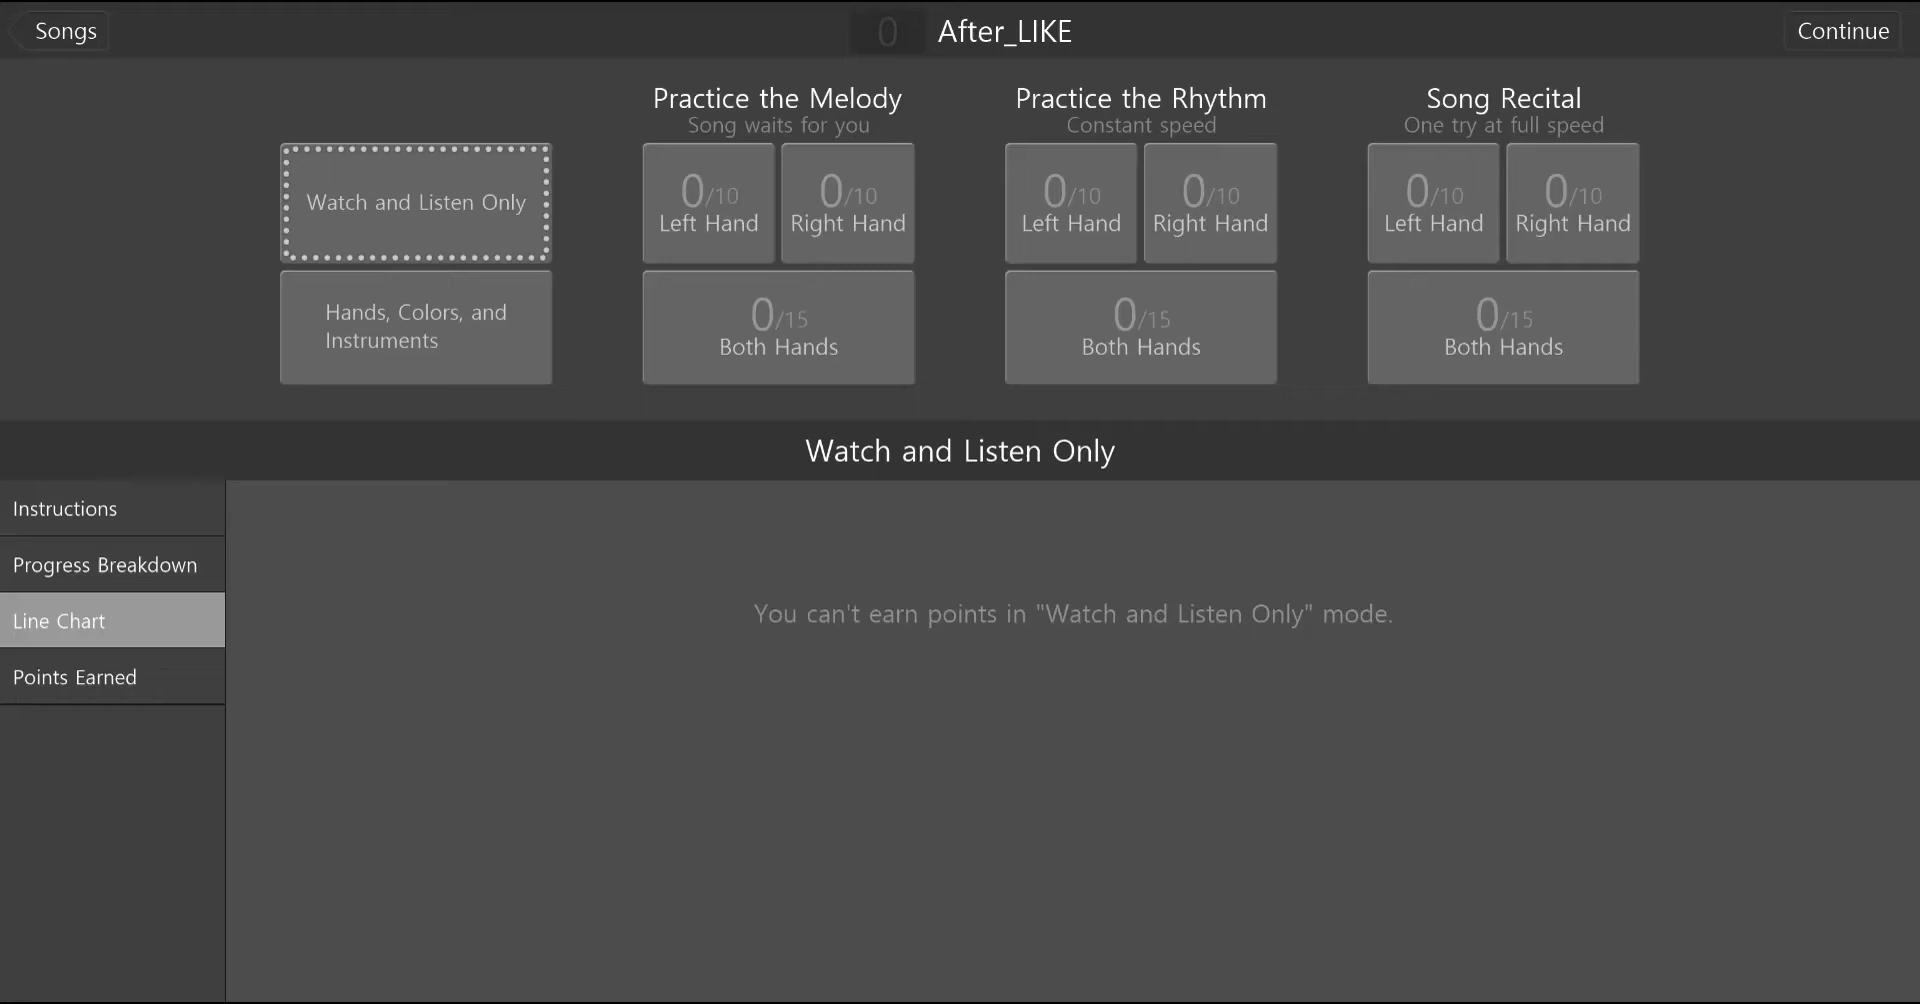 Songs
0 After_LIKE
Continue
Practice the Melody
Song waits for you
Practice the Rhythm
Constant speed
Song Recital
One try at full speed
Watch and Listen Only
0/10
Left Hand
0/10
Right Hand
0/10
Left Hand
0/10
Right Hand
0/10
Left Hand
0/10
Right Hand
Hands, Colors, and
Instruments
0/15
Both Hands
0/15
Both Hands
0/15
Both Hands
Watch and Listen Only
Instructions
Progress Breakdown
Line Chart
Points Earned
You can't earn points in "Watch and Listen Only" mode.